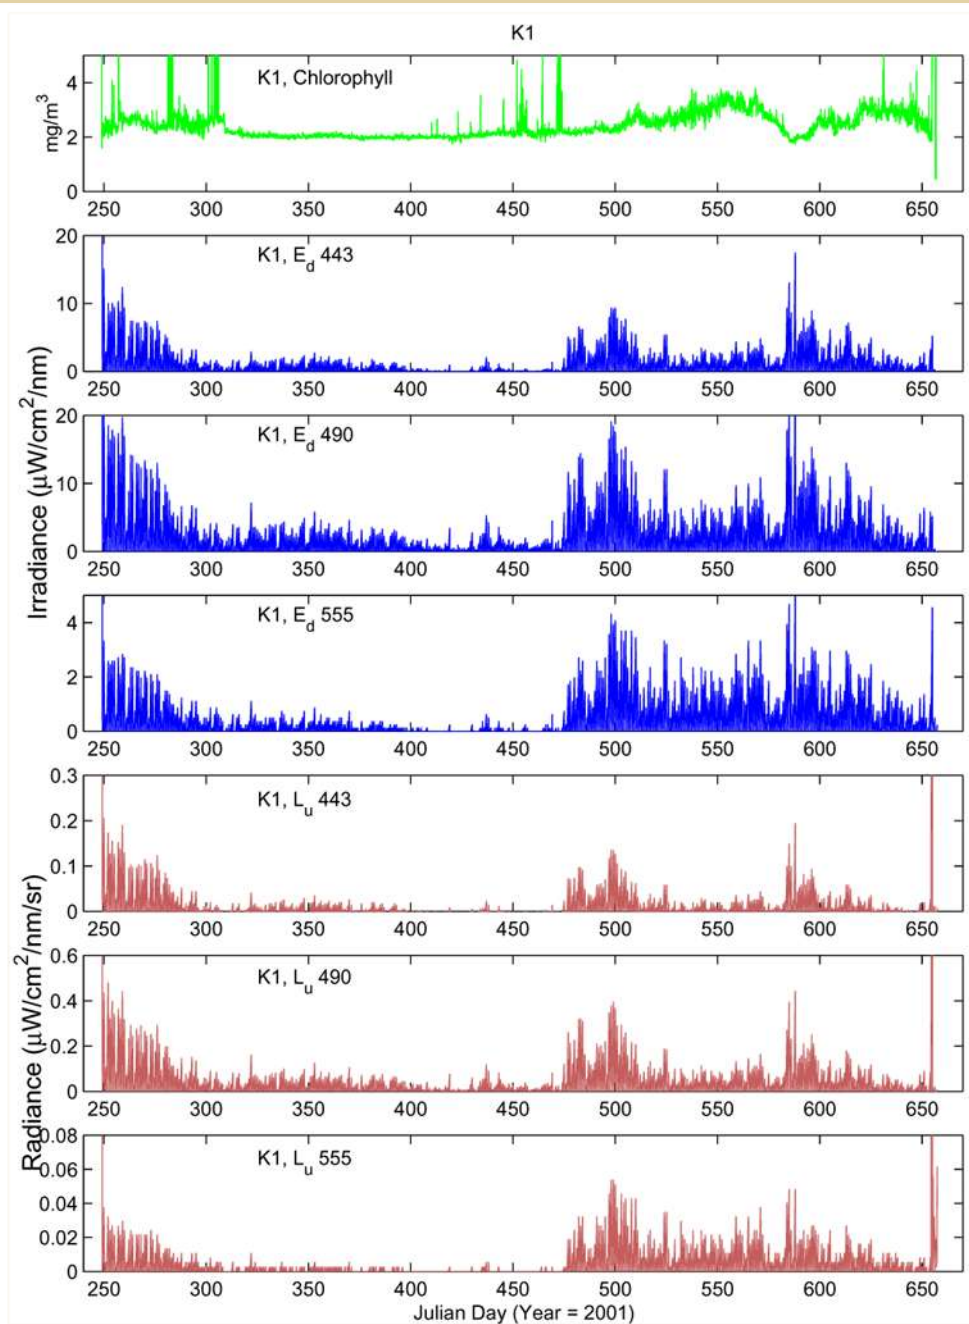 K1
K1, Chlorophyll
mg/m³
4
2
0
250 300 350 400 450 500 550 600 650
K1, E_d 443
20
10
0
250 300 350 400 450 500 550 600 650
Irradiance (μW/cm²/nm)
K1, E_d 490
20
10
0
250 300 350 400 450 500 550 600 650
K1, E_d 555
4
2
0
250 300 350 400 450 500 550 600 650
K1, L_u 443
0.3
0.2
0.1
0
250 300 350 400 450 500 550 600 650
Radiance (μW/cm²/nm/sr)
K1, L_u 490
0.6
0.4
0.2
0
250 300 350 400 450 500 550 600 650
K1, L_u 555
0.08
0.06
0.04
0.02
0
250 300 350 400 450 500 550 600 650
Julian Day (Year = 2001)